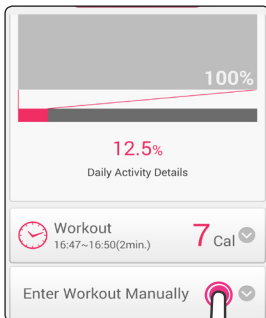 100%
12.5%
Daily Activity Details
Workout
7 Cal
16:47~16:50(2min.)
Enter Workout Manually